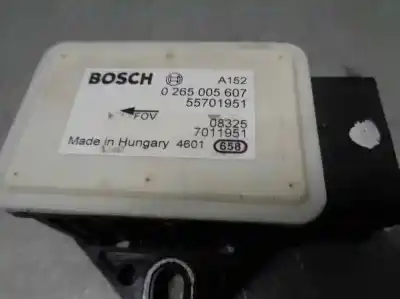 BOSCH A152
0 265 005 607
55701951
FOV 08325
7011951
Made in Hungary 4601 658